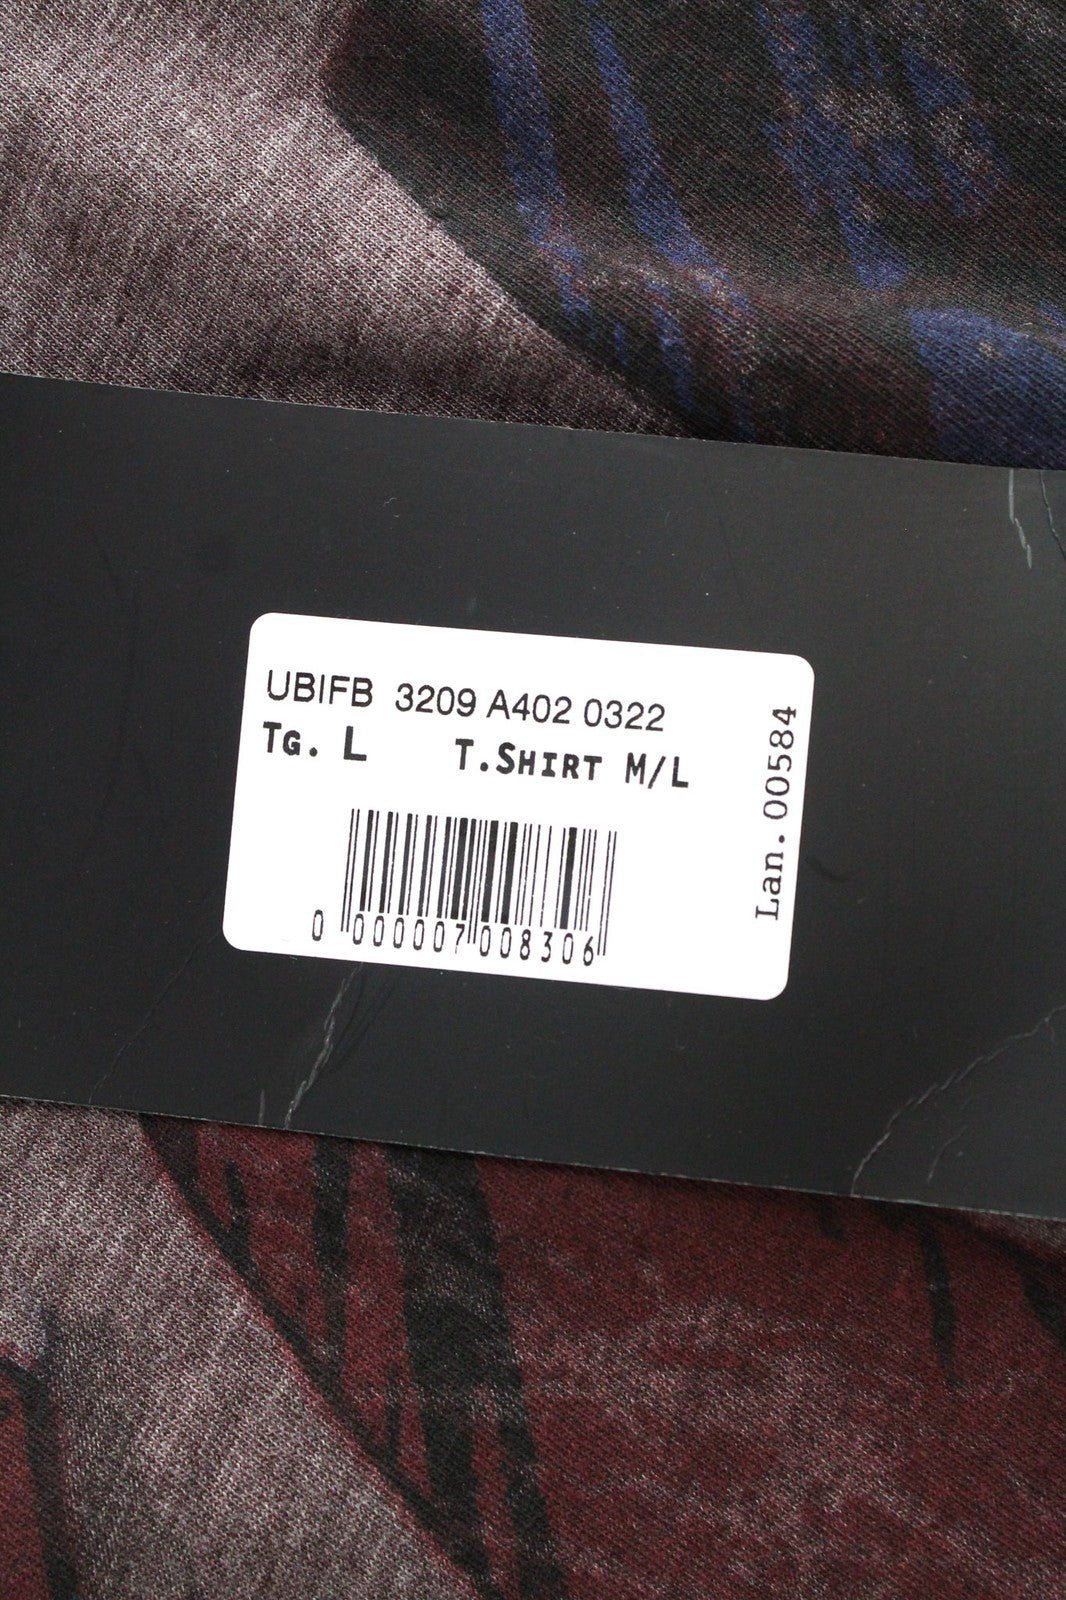 UBIFB 3209 A402 0322
TG. L T.SHIRT M/L
0 000007 008306
Lan. 00584